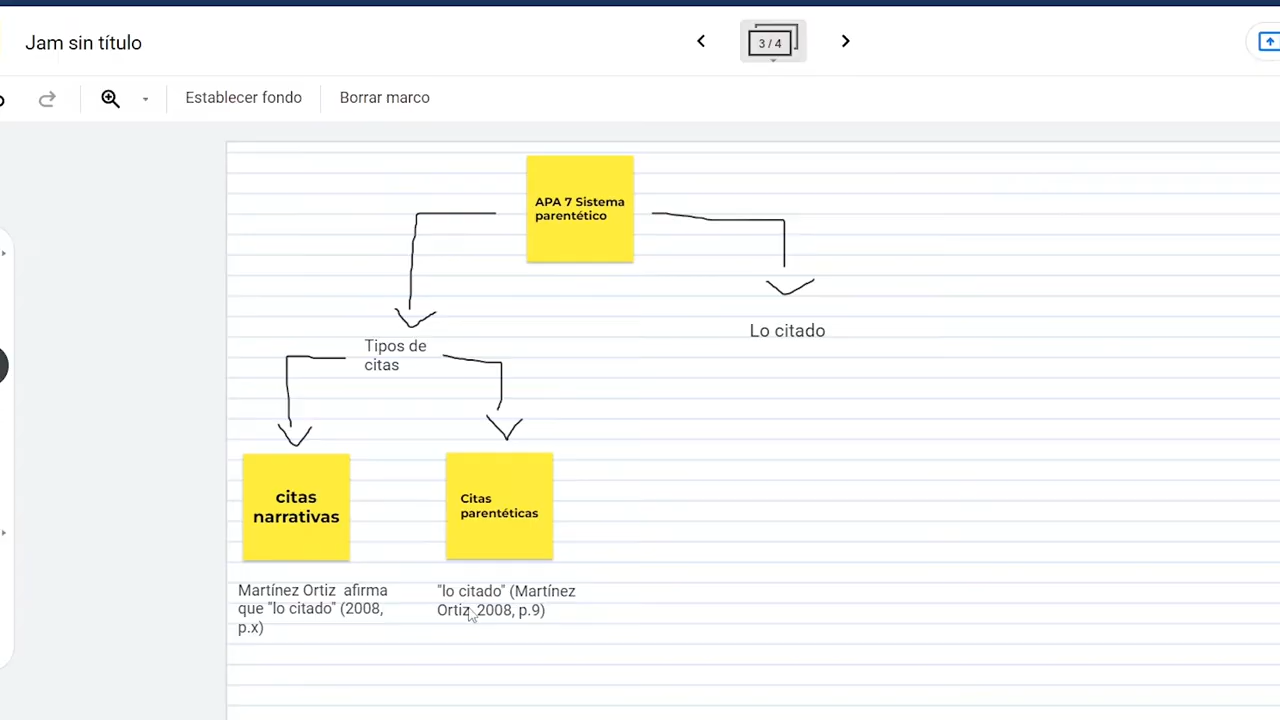 Jam sin título
3 / 4
Establecer fondo
Borrar marco
APA 7 Sistema
parentético
Lo citado
Tipos de
citas
citas
narrativas
Citas
parentéticas
Martínez Ortiz afirma
que "lo citado" (2008,
p.x)
"lo citado" (Martínez
Ortiz, 2008, p.9)